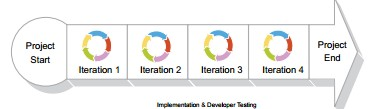 Project
Start
Iteration 1
Iteration 2
Iteration 3
Iteration 4
Project
End
Implementation & Developer Testing